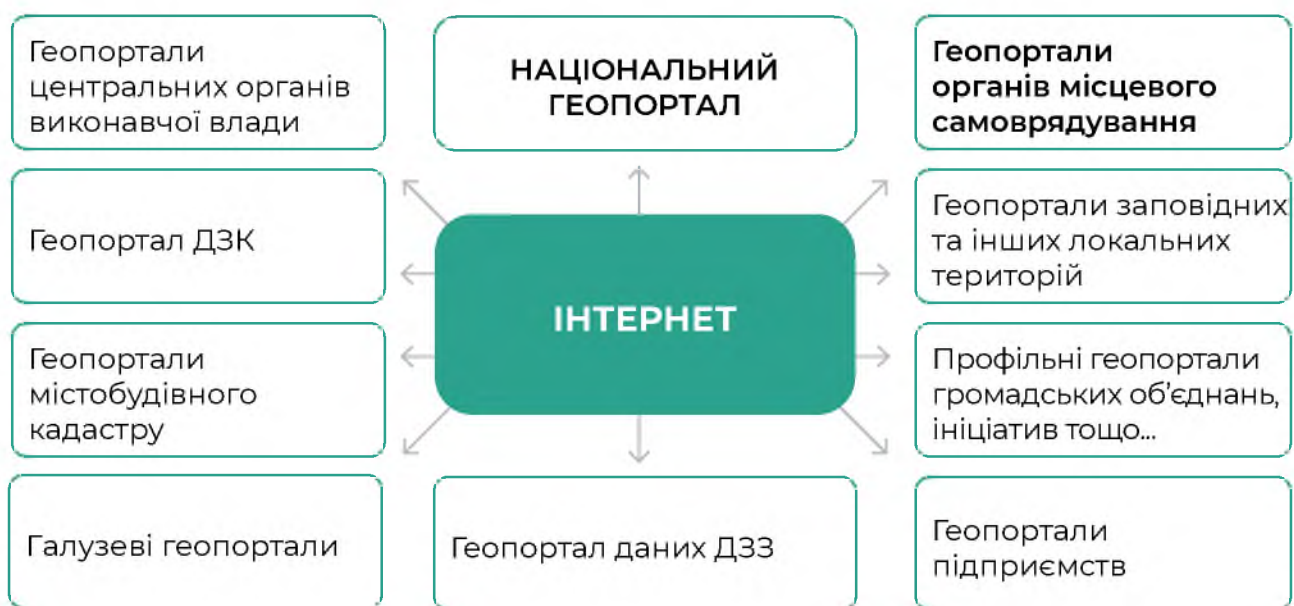 Геопортали
центральних органів
виконавчої влади
НАЦІОНАЛЬНИЙ
ГЕОПОРТАЛ
Геопортали
органів місцевого
самоврядування
Геопортал ДЗК
ІНТЕРНЕТ
Геопортали заповідних
та інших локальних
територій
Геопортали
містобудівного
кадастру
Профільні геопортали
громадських об’єднань,
ініціатив тощо...
Галузеві геопортали
Геопортал даних ДЗЗ
Геопортали
підприємств